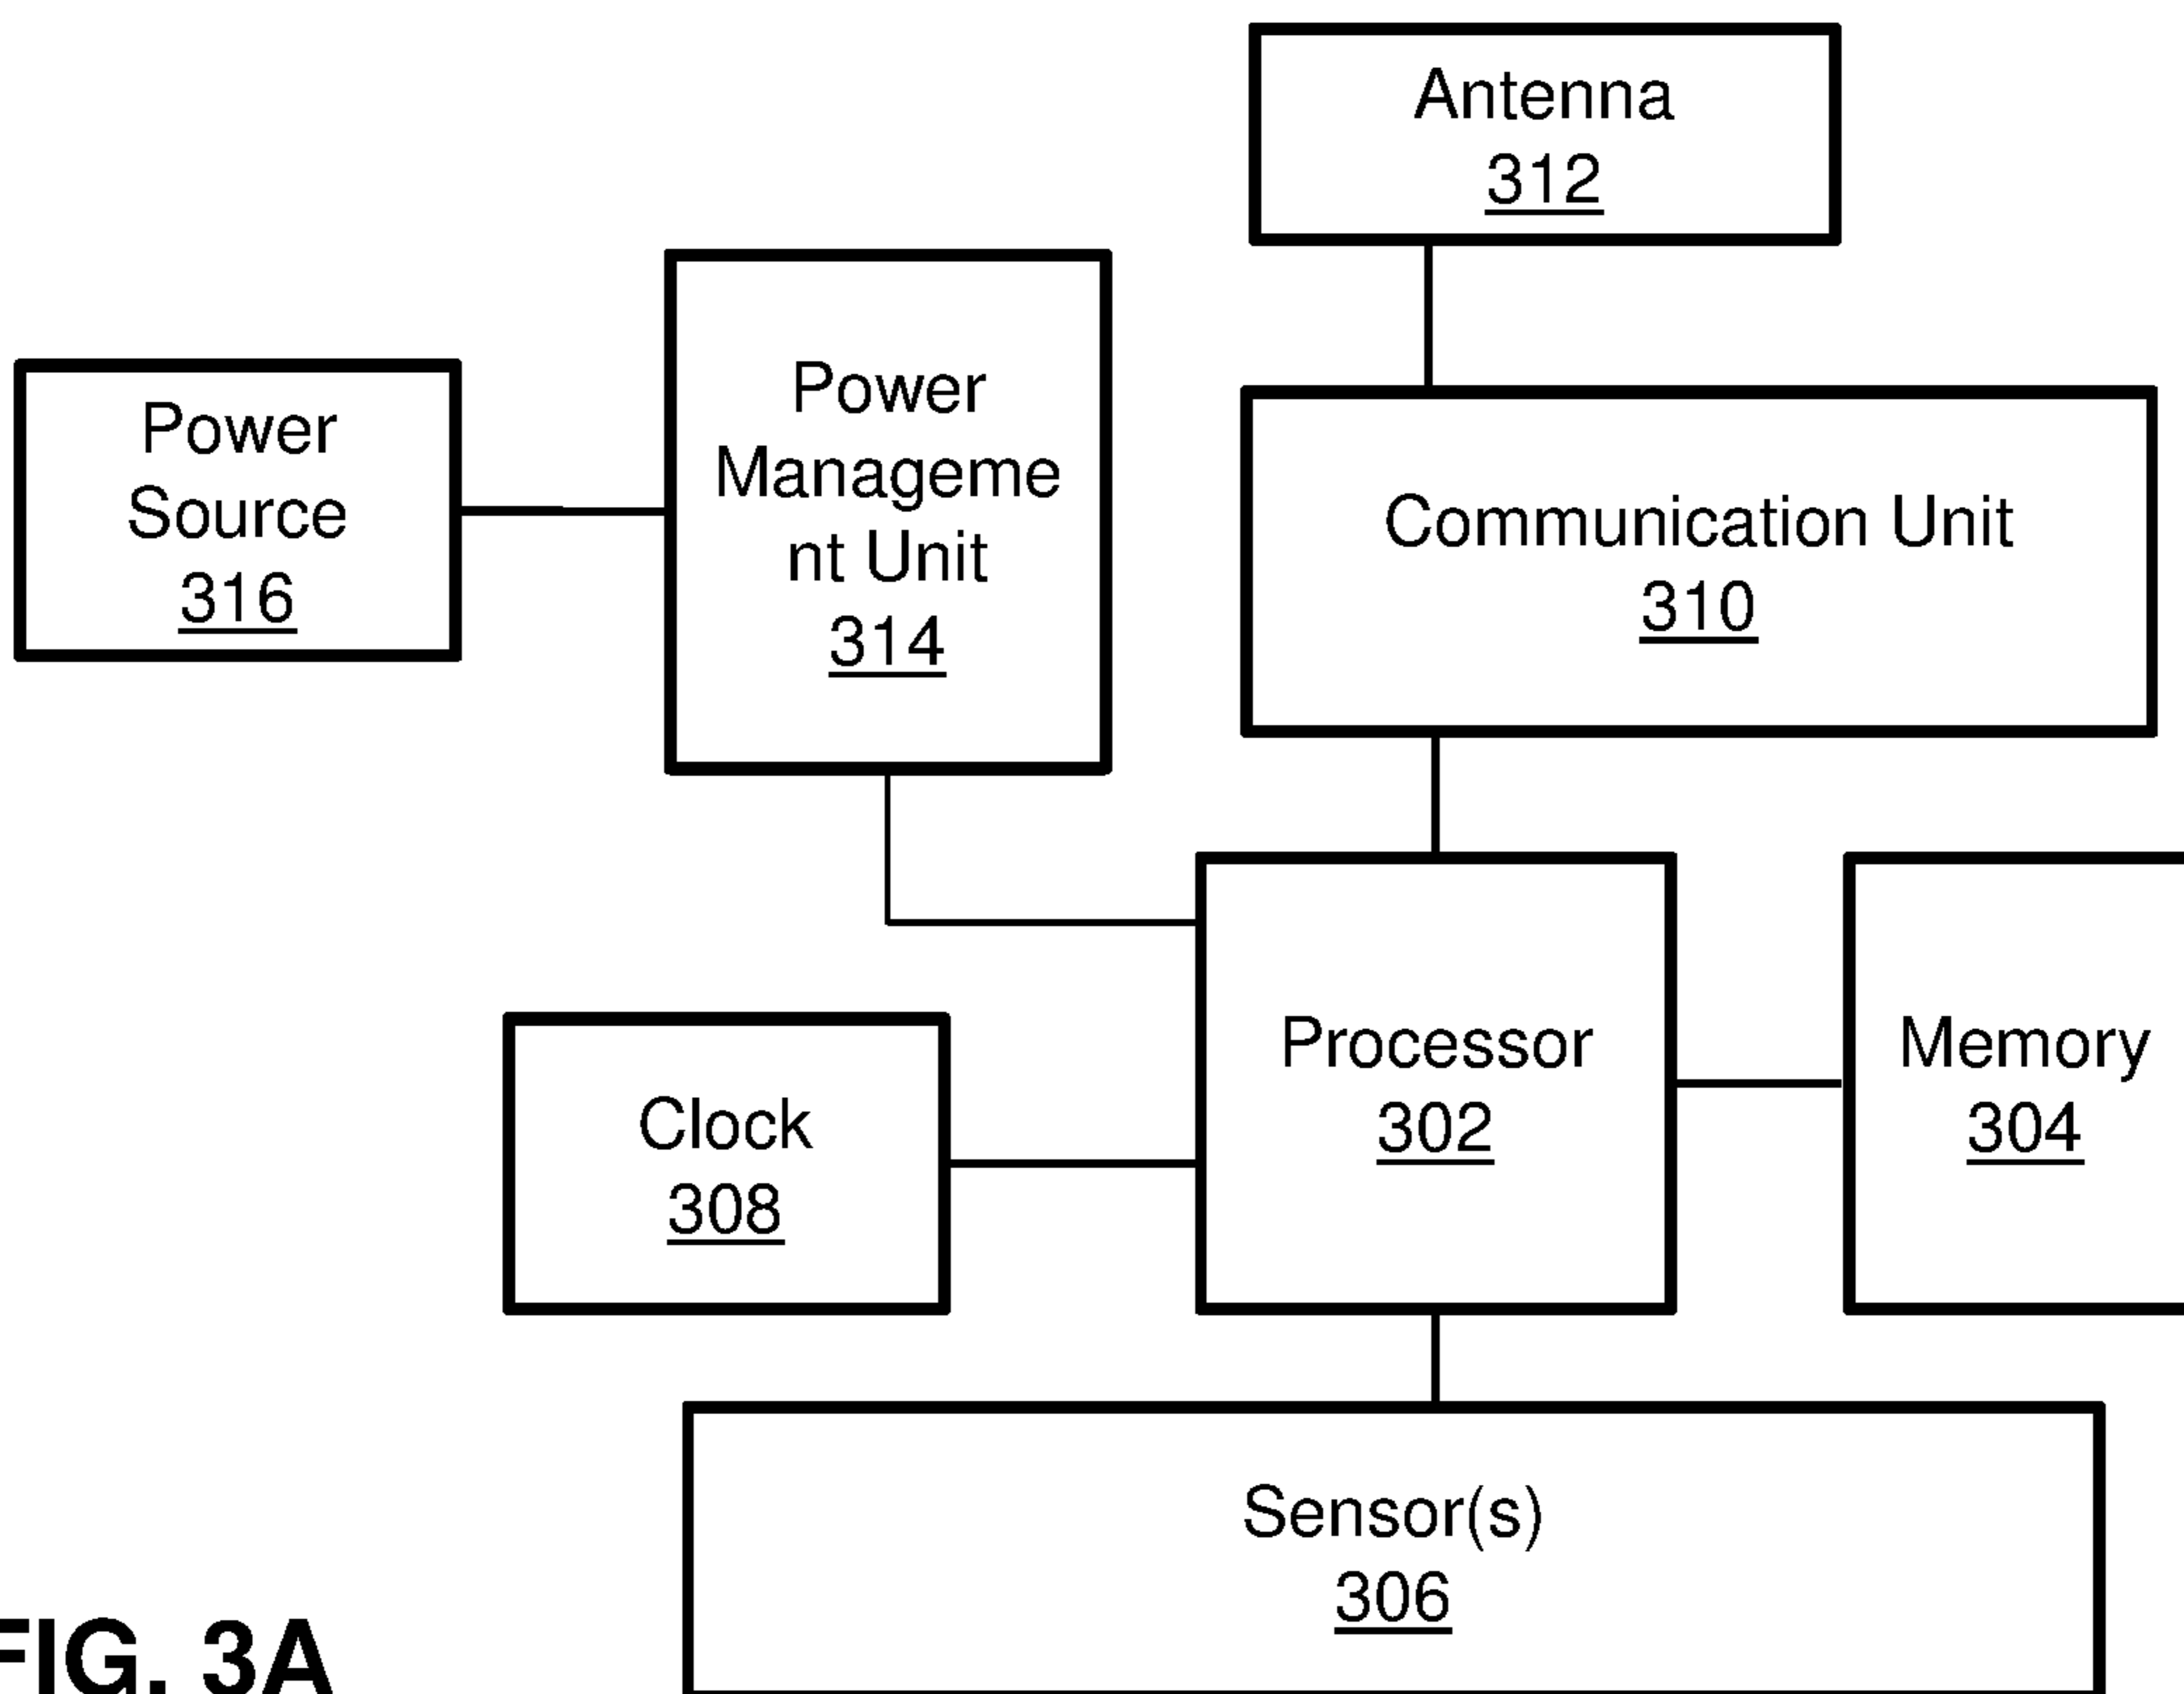 Antenna
312
Power
Source
316
Power
Manageme
nt Unit
314
Communication Unit
310
Clock
308
Processor
302
Memory
304
Sensor(s)
306
FIG. 3A